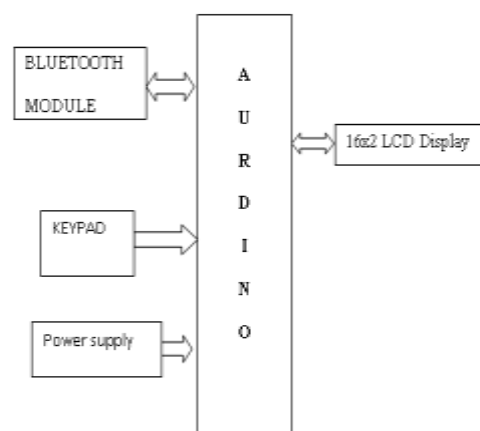 BLUETOOTH
MODULE
A
U
R
D
I
N
O
16x2 LCD Display
KEYPAD
Power supply